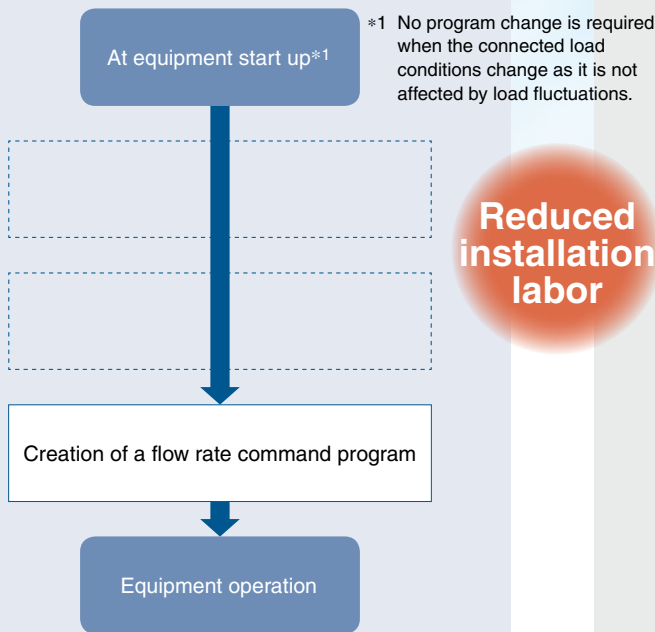 At equipment start up*1
*1 No program change is required
when the connected load
conditions change as it is not
affected by load fluctuations.
Reduced
installation
labor
Creation of a flow rate command program
Equipment operation